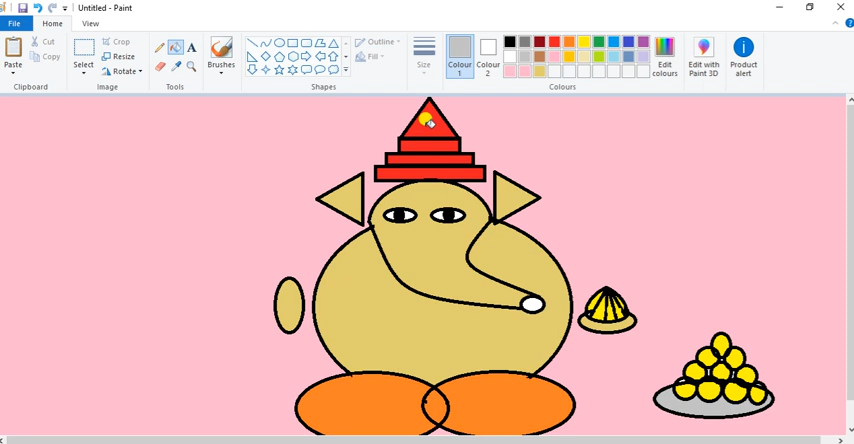 Untitled - Paint
File Home View
Paste
Cut
Copy
Clipboard
Select
Crop
Resize
Rotate
Image
A
Tools
Brushes
Outline
Fill
Shapes
Size
Colour
1
Colour
2
Edit
colours
Colours
Edit with
Paint 3D
Product
alert